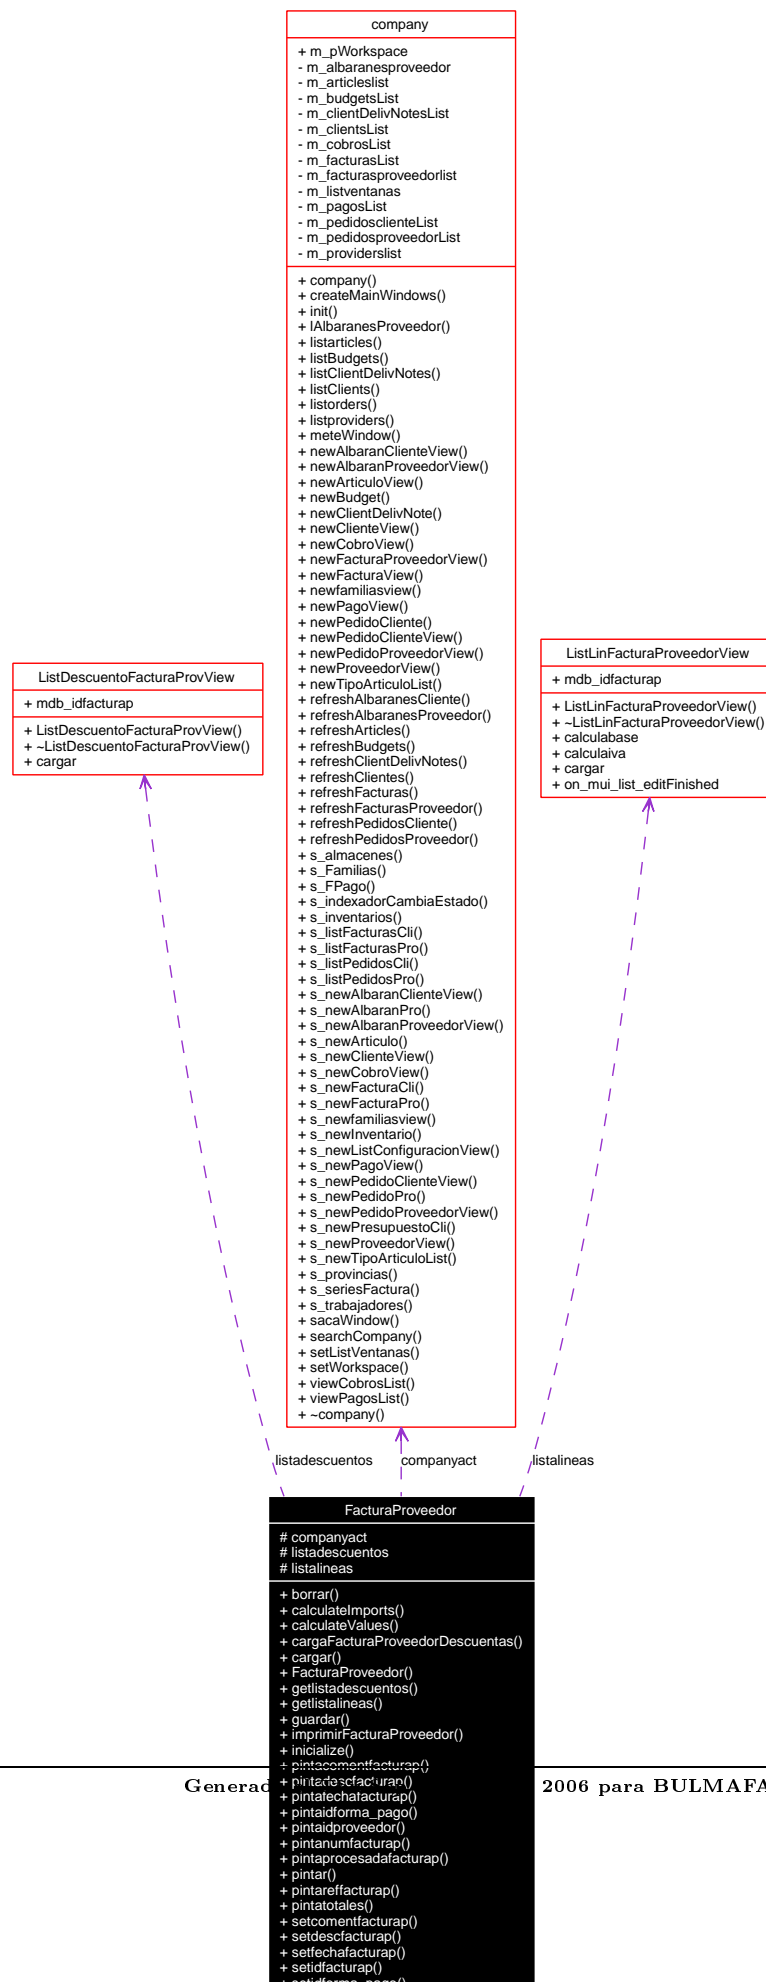 company
+ m_pWorkspace
- m_albaranesproveedor
- m_articleslist
- m_budgetsList
- m_clientDelivNotesList
- m_clientsList
- m_cobrosList
- m_facturasList
- m_facturasproveedorlist
- m_listventanas
- m_pagosList
- m_pedidosclienteList
- m_pedidosproveedorList
- m_providerslist
+ company()
+ createMainWindows()
+ init()
+ lAlbaranesProveedor()
+ listarticles()
+ listBudgets()
+ listClientDelivNotes()
+ listClients()
+ listorders()
+ listproviders()
+ meteWindow()
+ newAlbaranClienteView()
+ newAlbaranProveedorView()
+ newArticuloView()
+ newBudget()
+ newClientDelivNote()
+ newClienteView()
+ newCobroView()
+ newFacturaProveedorView()
+ newFacturaView()
+ newfamiliasview()
+ newPagoView()
+ newPedidoCliente()
+ newPedidoClienteView()
+ newPedidoProveedorView()
+ newProveedorView()
+ newTipoArticuloList()
+ refreshAlbaranesCliente()
+ refreshAlbaranesProveedor()
+ refreshArticles()
+ refreshBudgets()
+ refreshClientDelivNotes()
+ refreshClientes()
+ refreshFacturas()
+ refreshFacturasProveedor()
+ refreshPedidosCliente()
+ refreshPedidosProveedor()
+ s_almacenes()
+ s_Familias()
+ s_FPago()
+ s_indexadorCambiaEstado()
+ s_inventarios()
+ s_listFacturasCli()
+ s_listFacturasPro()
+ s_listPedidosCli()
+ s_listPedidosPro()
+ s_newAlbaranClienteView()
+ s_newAlbaranPro()
+ s_newAlbaranProveedorView()
+ s_newArticulo()
+ s_newClienteView()
+ s_newCobroView()
+ s_newFacturaCli()
+ s_newFacturaPro()
+ s_newfamiliasview()
+ s_newInventario()
+ s_newListConfiguracionView()
+ s_newPagoView()
+ s_newPedidoClienteView()
+ s_newPedidoPro()
+ s_newPedidoProveedorView()
+ s_newPresupuestoCli()
+ s_newProveedorView()
+ s_newTipoArticuloList()
+ s_provincias()
+ s_seriesFactura()
+ s_trabajadores()
+ sacaWindow()
+ searchCompany()
+ setListVentanas()
+ setWorkspace()
+ viewCobrosList()
+ viewPagosList()
+ ~company()
ListDescuentoFacturaProvView
+ mdb_idfacturap
+ ListDescuentoFacturaProvView()
+ ~ListDescuentoFacturaProvView()
+ cargar
ListLinFacturaProveedorView
+ mdb_idfacturap
+ ListLinFacturaProveedorView()
+ ~ListLinFacturaProveedorView()
+ calculabase
+ calculaiva
+ cargar
+ on_mui_list_editFinished
listadescuentos
companyact
listalineas
FacturaProveedor
# companyact
# listadescuentos
# listalineas
+ borrar()
+ calculateImports()
+ calculateValues()
+ cargaFacturaProveedorDescuentas()
+ cargar()
+ FacturaProveedor()
+ getlistadescuentos()
+ getlistalineas()
+ guardar()
+ imprimirFacturaProveedor()
+ inicialize()
+ pintacomentfacturap()
+ pintadescfacturap()
+ pintafechafacturap()
+ pintaidforma_pago()
+ pintaidproveedor()
+ pintanumfacturap()
+ pintaprocesadafacturap()
+ pintar()
+ pintareffacturap()
+ pintatotales()
+ setcomentfacturap()
+ setdescfacturap()
+ setfechafacturap()
+ setidfacturap()
+ setidforma_pago()
Generad 2006 para BULMAFA